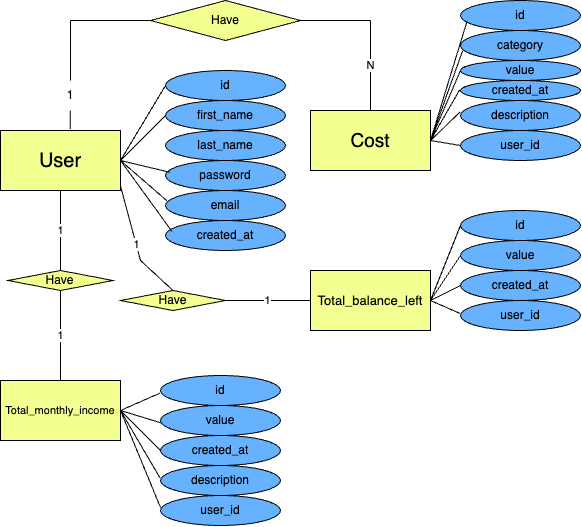 Have
1
N
User
id
first_name
last_name
password
email
created_at
Cost
id
category
value
created_at
description
user_id
1
Have
1
1
Have
1
Total_balance_left
id
value
created_at
user_id
Total_monthly_income
id
value
created_at
description
user_id